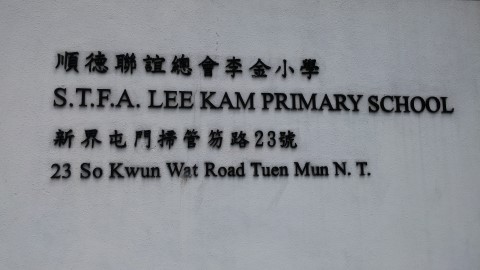 順德聯誼總會李金小學
S.T.F.A. LEE KAM PRIMARY SCHOOL
新界屯門掃管笏路23號
23 So Kwun Wat Road Tuen Mun N. T.